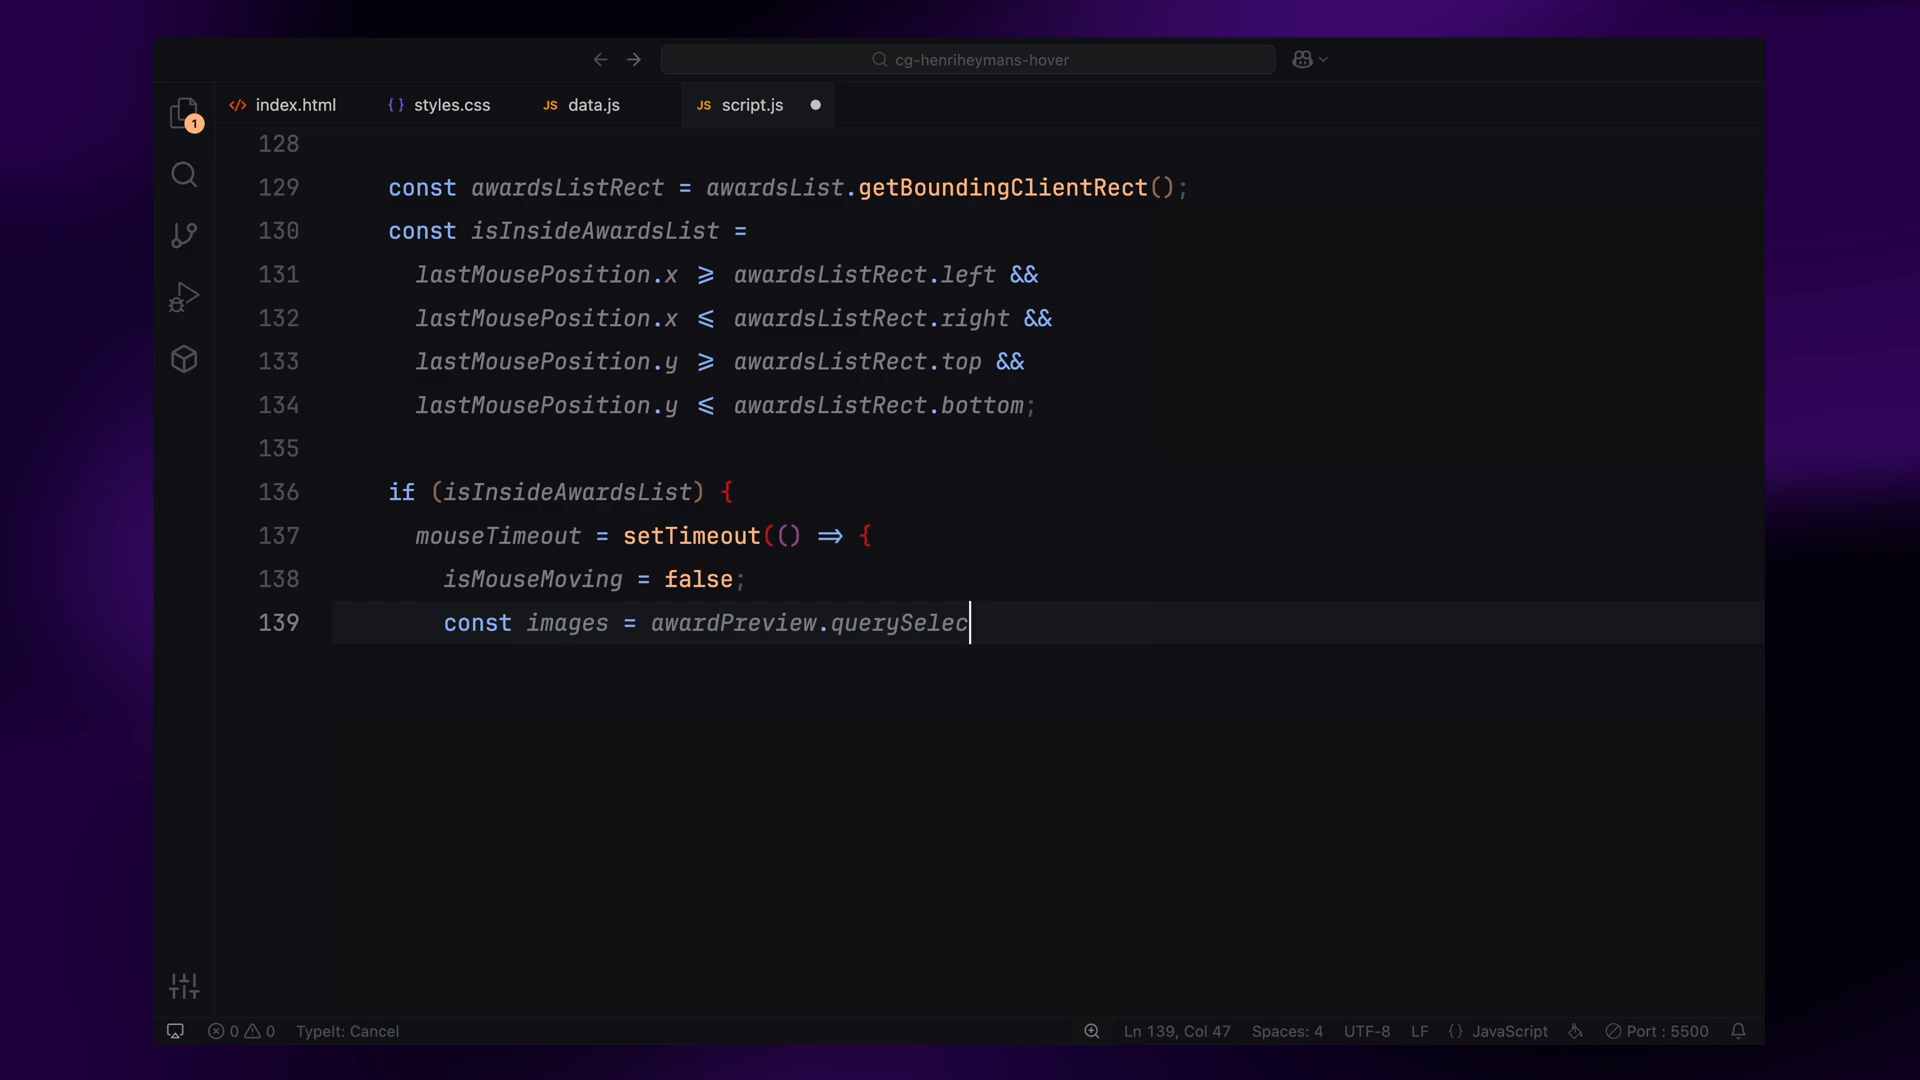 cg-henriheymans-hover
index.html
styles.css
JS data.js
JS script.js
1
128
129 const awardsListRect = awardsList.getBoundingClientRect();
130 const isInsideAwardsList =
131 lastMousePosition.x ⩾ awardsListRect.left &&
132 lastMousePosition.x ⩽ awardsListRect.right &&
133 lastMousePosition.y ⩾ awardsListRect.top &&
134 lastMousePosition.y ⩽ awardsListRect.bottom;
135
136 if (isInsideAwardsList) {
137 mouseTimeout = setTimeout(() ⇒ {
138 isMouseMoving = false;
139 const images = awardPreview.querySelec
0 0 TypeIt: Cancel
Ln 139, Col 47 Spaces: 4 UTF-8 LF {} JavaScript Port : 5500